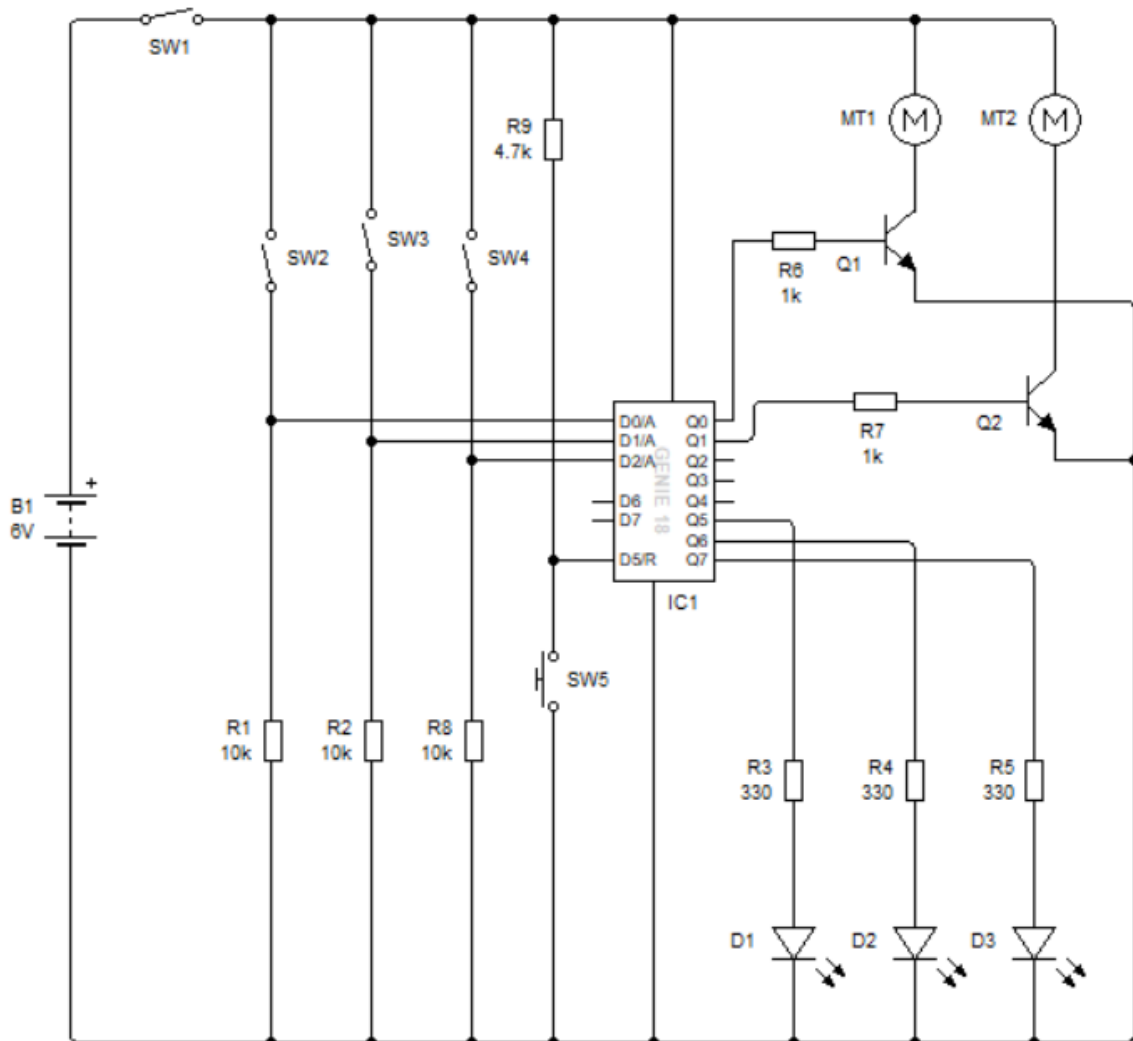 SW1
R9
4.7k
MT1
MT2
SW2
SW3
SW4
R6
1k
Q1
R7
1k
Q2
B1
6V
+
M
M
D0/A
D1/A
D2/A
D6
D7
D5/R
GENIE 18
Q0
Q1
Q2
Q3
Q4
Q5
Q6
Q7
IC1
SW5
R1
10k
R2
10k
R8
10k
R3
330
R4
330
R5
330
D1
D2
D3